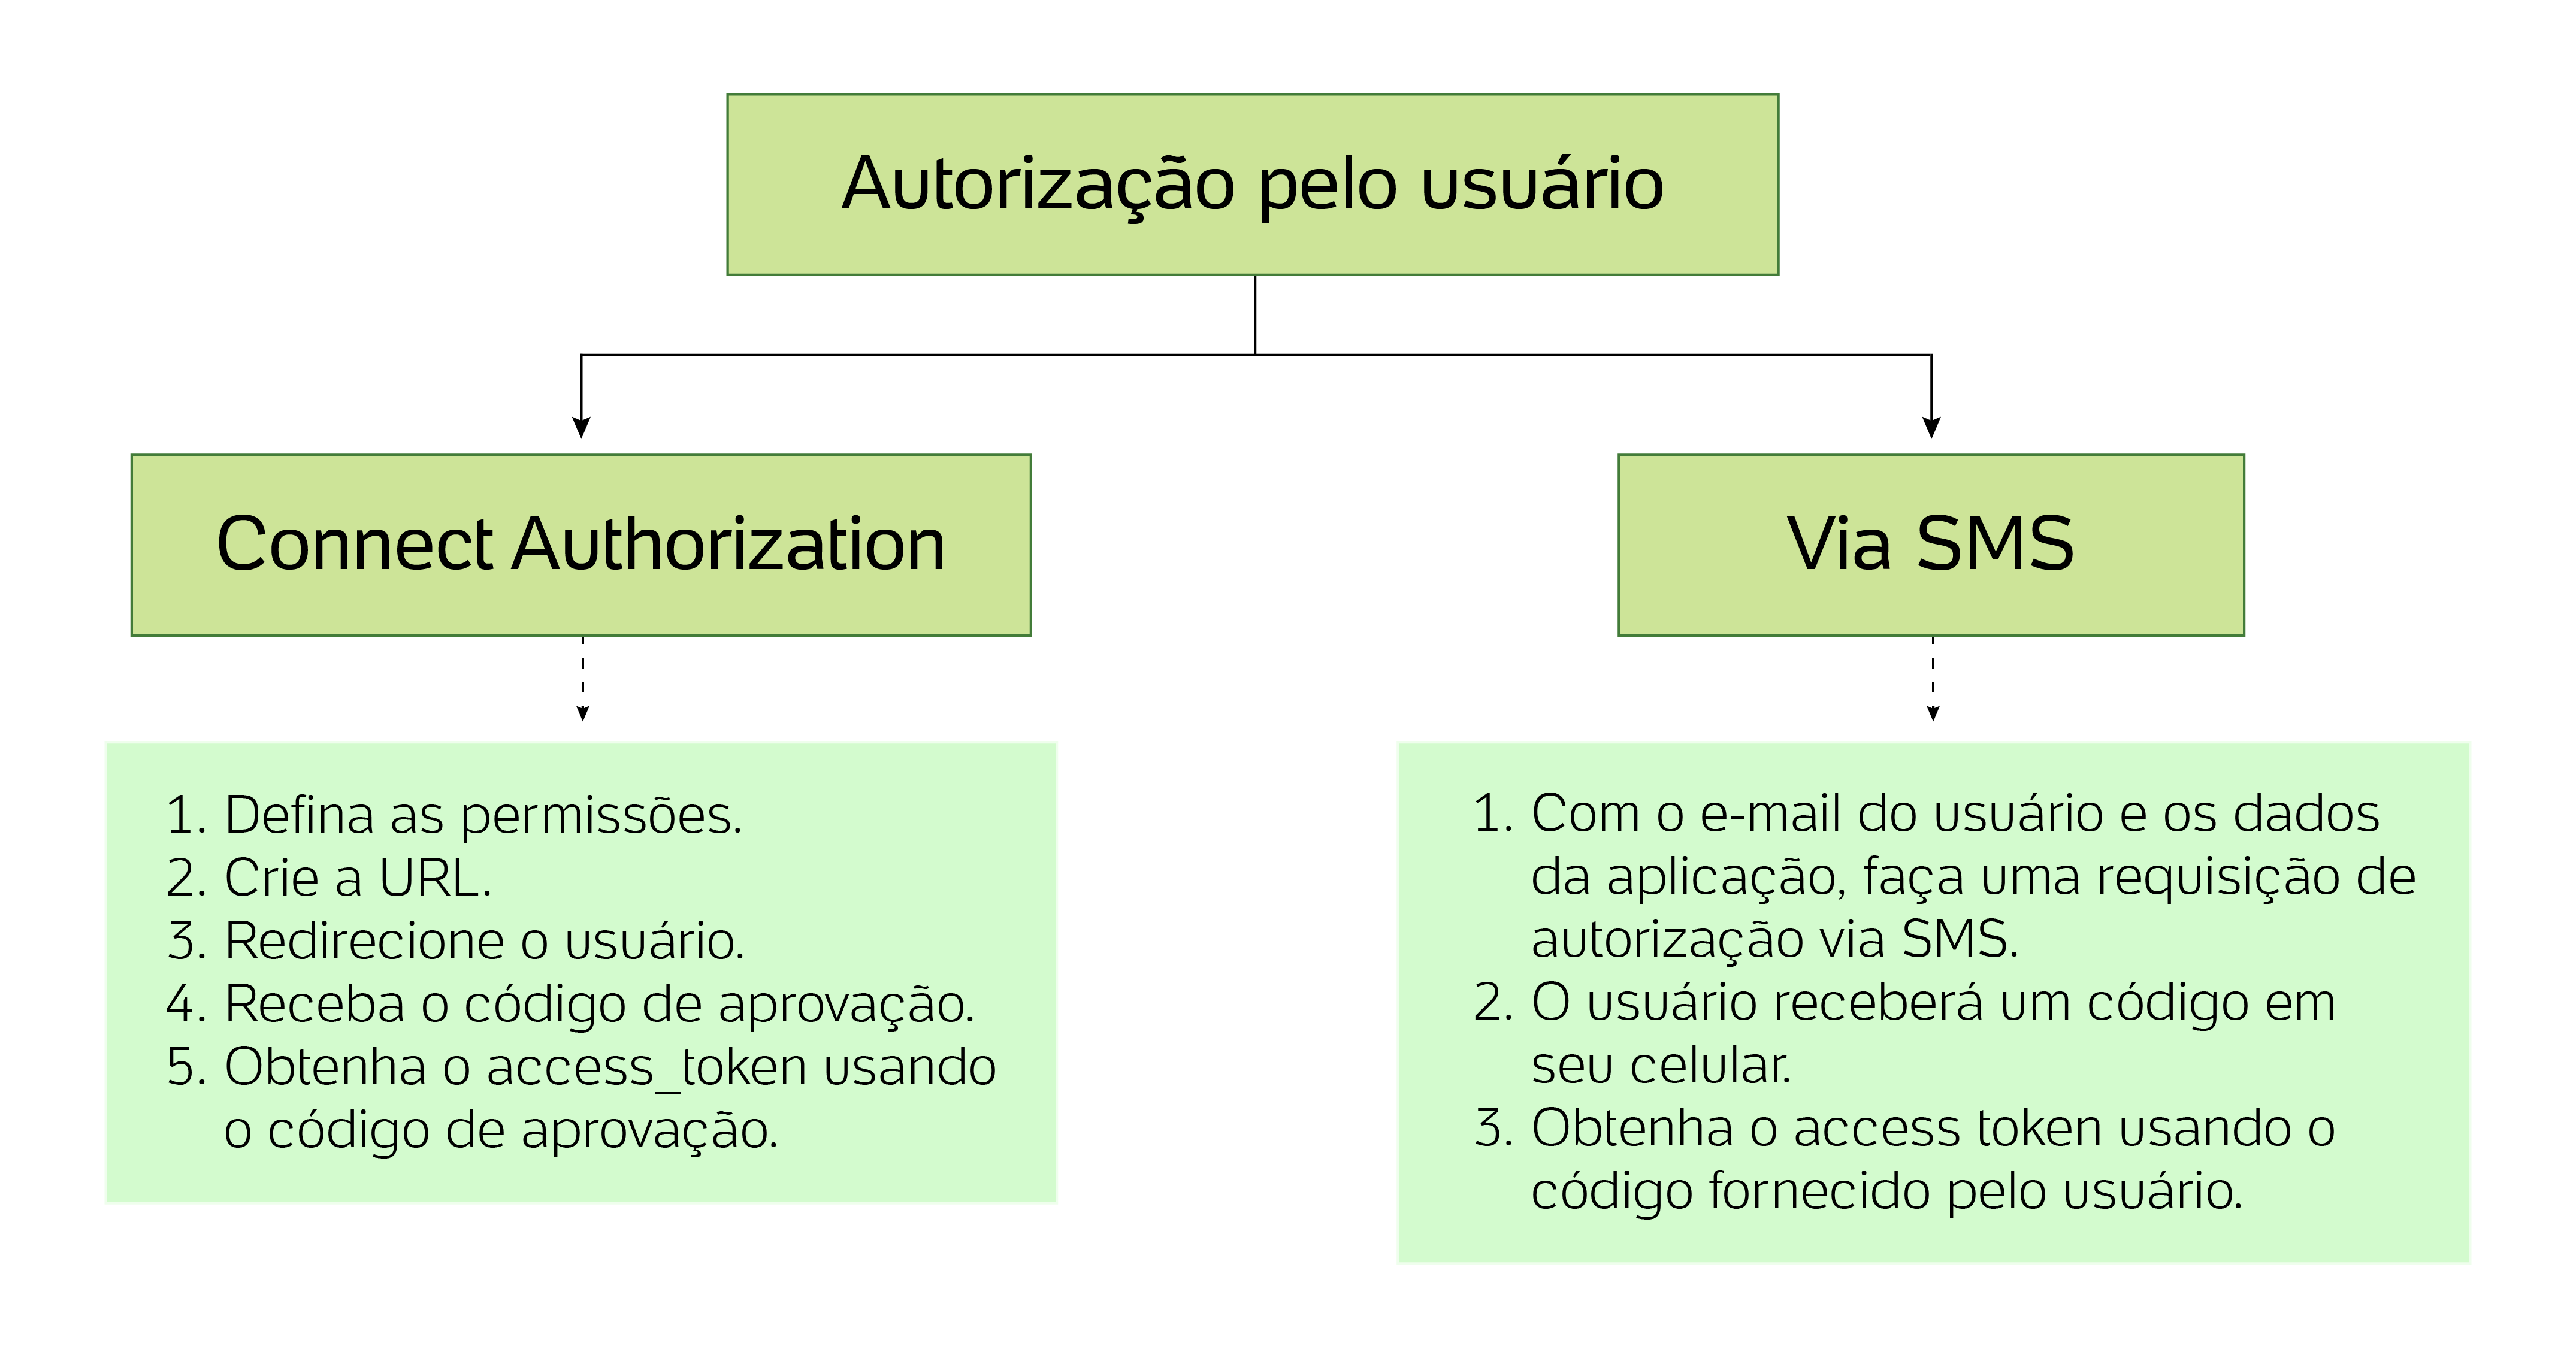 Autorização pelo usuário
Connect Authorization
Via SMS
1. Defina as permissões.
2. Crie a URL.
3. Redirecione o usuário.
4. Receba o código de aprovação.
5. Obtenha o access_token usando
o código de aprovação.
1. Com o e-mail do usuário e os dados
da aplicação, faça uma requisição de
autorização via SMS.
2. O usuário receberá um código em
seu celular.
3. Obtenha o access token usando o
código fornecido pelo usuário.